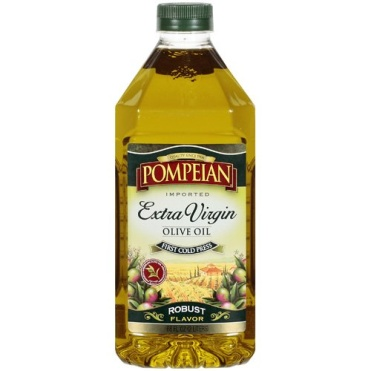 POMPEIAN
IMPORTED
Extra Virgin
OLIVE OIL
FIRST COLD PRESS
ROBUST
FLAVOR